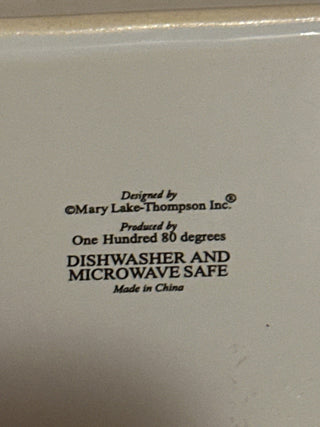 Designed by
©Mary Lake-Thompson Inc.®
Produced by
One Hundred 80 degrees
DISHWASHER AND
MICROWAVE SAFE
Made in China